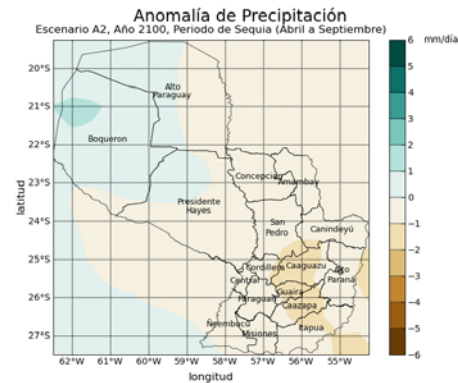 Anomalía de Precipitación
Escenario A2, Año 2100, Periodo de Sequia (Abril a Septiembre)
6 mm/día
5
4
3
2
1
0
−1
−2
−3
−4
−5
−6
20°S
21°S
22°S
23°S
24°S
25°S
26°S
27°S
latitud
Alto
Paraguay
Boqueron
Concepción
Amambay
Presidente
Hayes
San
Pedro
Canindeyú
Cordillera
Caaguazu
Alto
Paraná
Central
Guaira
Paraguari
Caazapa
Ñeembucú
Misiones
Itapua
62°W 61°W 60°W 59°W 58°W 57°W 56°W 55°W
longitud